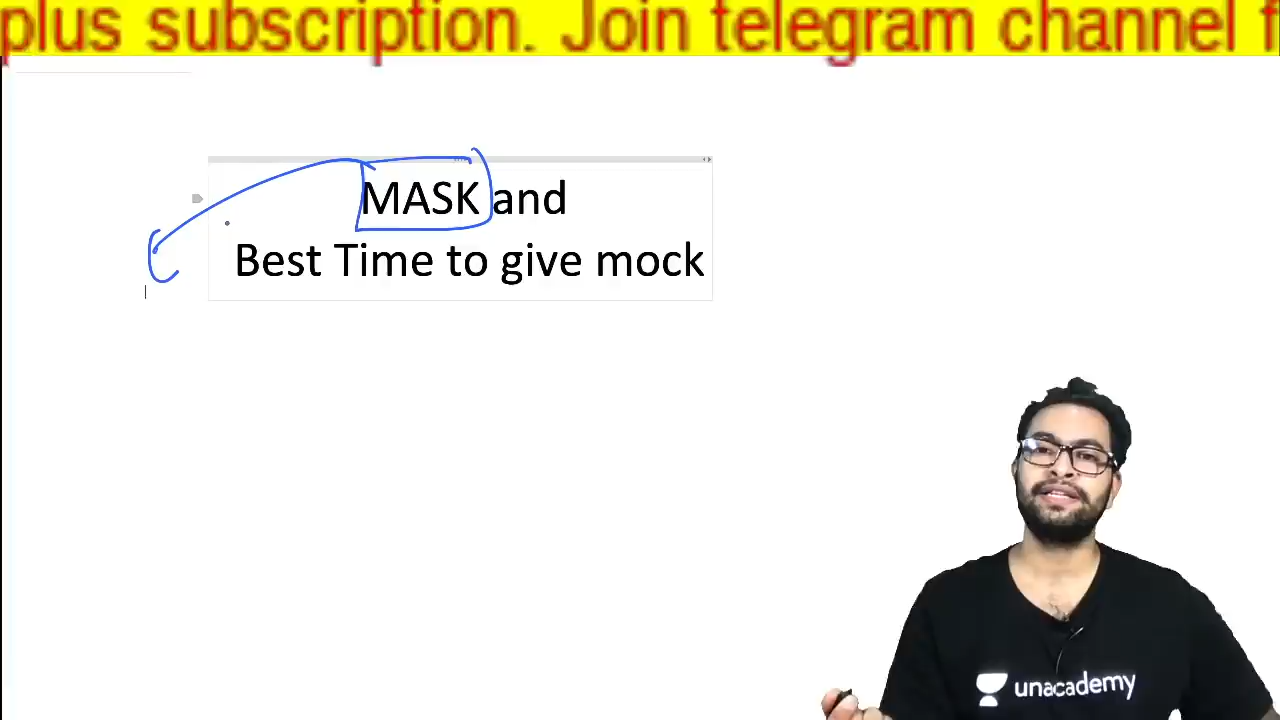 plus subscription. Join telegram channel f
MASK and
Best Time to give mock
unacademy